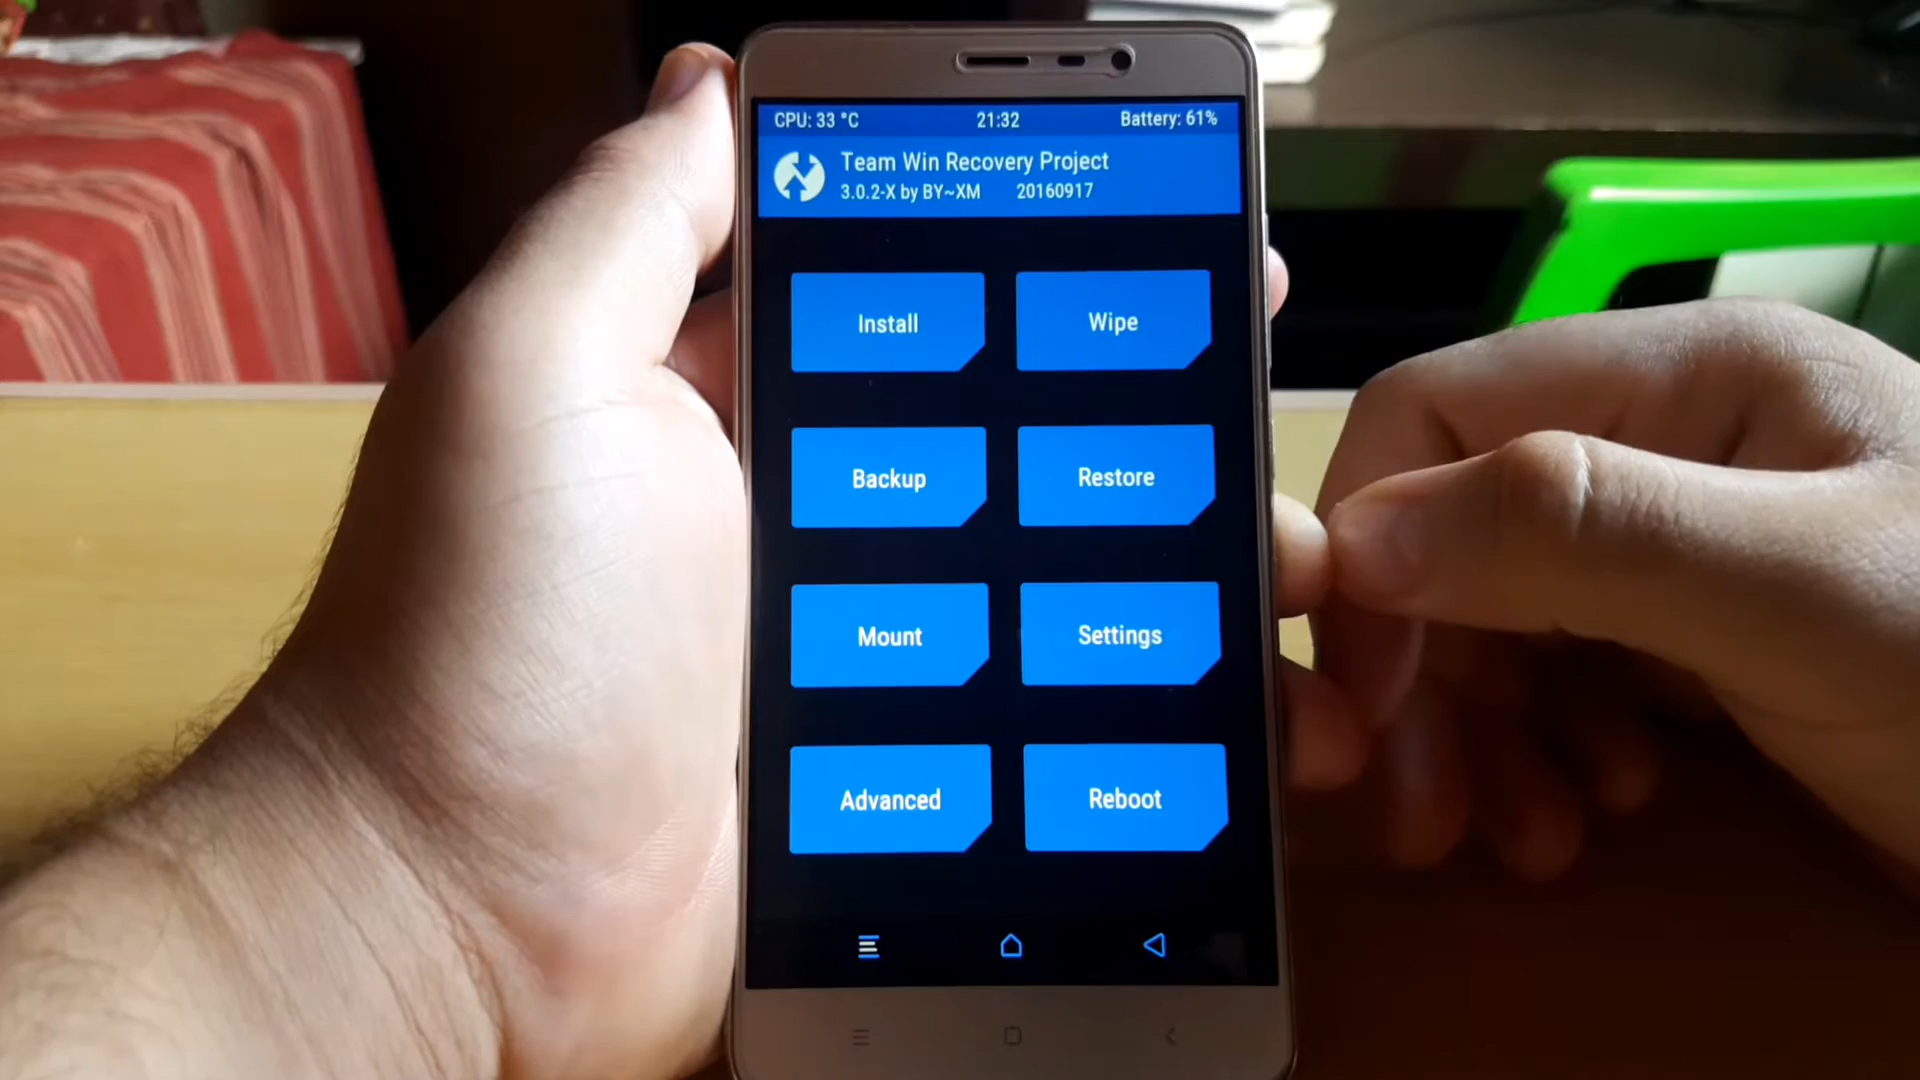 CPU: 33 °C 21:32 Battery: 61%
Team Win Recovery Project
3.0.2-X by BY~XM 20160917
Install Wipe
Backup Restore
Mount Settings
Advanced Reboot